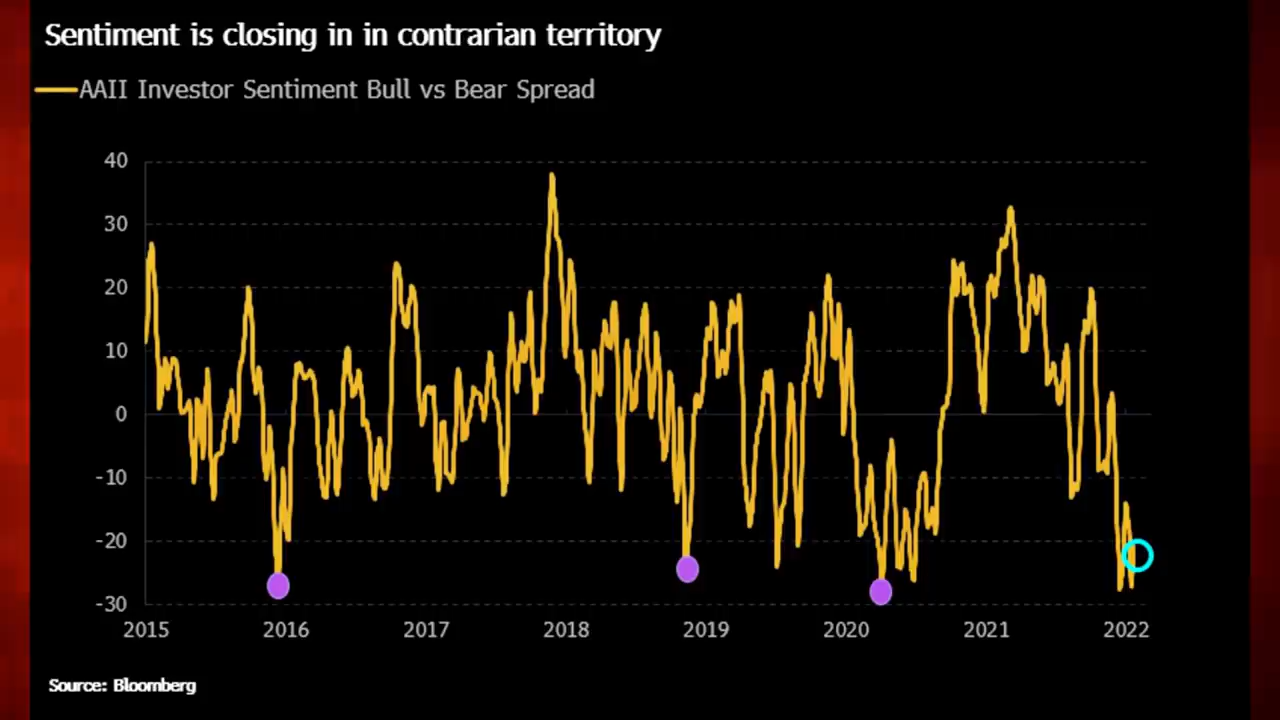 Sentiment is closing in in contrarian territory
AAII Investor Sentiment Bull vs Bear Spread
40
30
20
10
0
-10
-20
-30
2015 2016 2017 2018 2019 2020 2021 2022
Source: Bloomberg